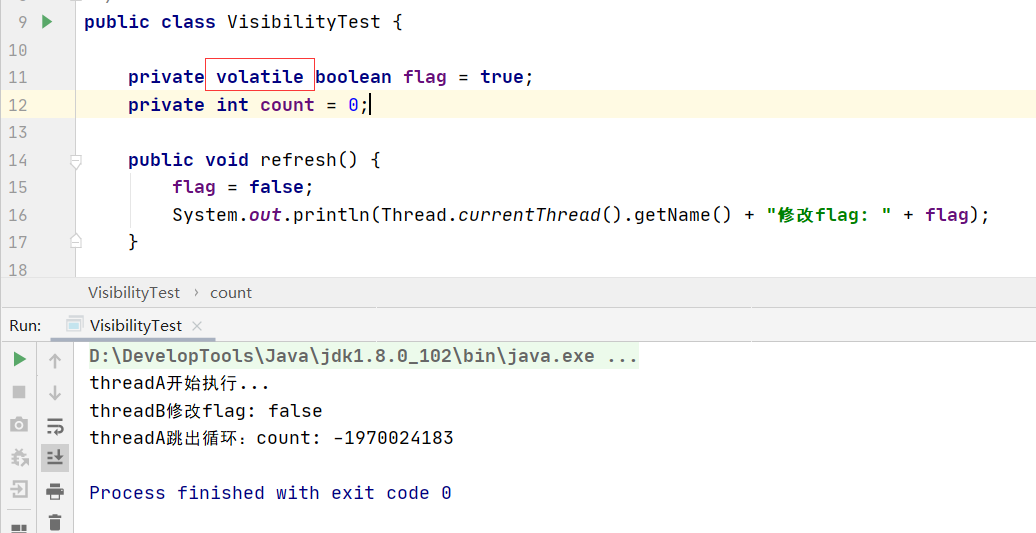 9 public class VisibilityTest {
10
11 private volatile boolean flag = true;
12 private int count = 0;
13
14 public void refresh() {
15 flag = false;
16 System.out.println(Thread.currentThread().getName() + "修改flag: " + flag);
17 }
18
VisibilityTest › count
Run: VisibilityTest ×
D:\DevelopTools\Java\jdk1.8.0_102\bin\java.exe ...
threadA开始执行...
threadB修改flag: false
threadA跳出循环: count: -1970024183
Process finished with exit code 0